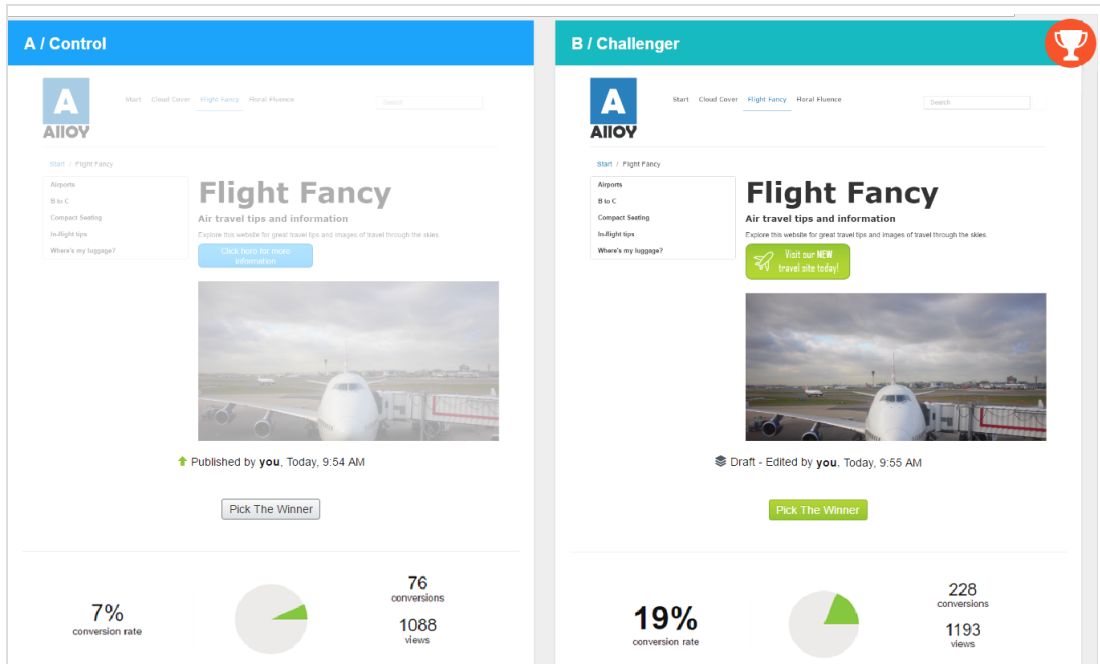 A / Control
A
Alloy
Start Cloud Cover Flight Fancy Floral Fluence Search
Start / Flight Fancy
Airports
B to C
Compact Seating
In-flight tips
Where's my luggage?
Flight Fancy
Air travel tips and information
Explore this website for great travel tips and images of travel through the skies.
Click here for more
information
Published by you, Today, 9:54 AM
Pick The Winner
7%
conversion rate
76
conversions
1088
views
B / Challenger
A
Alloy
Start Cloud Cover Flight Fancy Floral Fluence Search
Start / Flight Fancy
Airports
B to C
Compact Seating
In-flight tips
Where's my luggage?
Flight Fancy
Air travel tips and information
Explore this website for great travel tips and images of travel through the skies.
Visit our NEW
travel site today!
Draft - Edited by you, Today, 9:55 AM
Pick The Winner
19%
conversion rate
228
conversions
1193
views